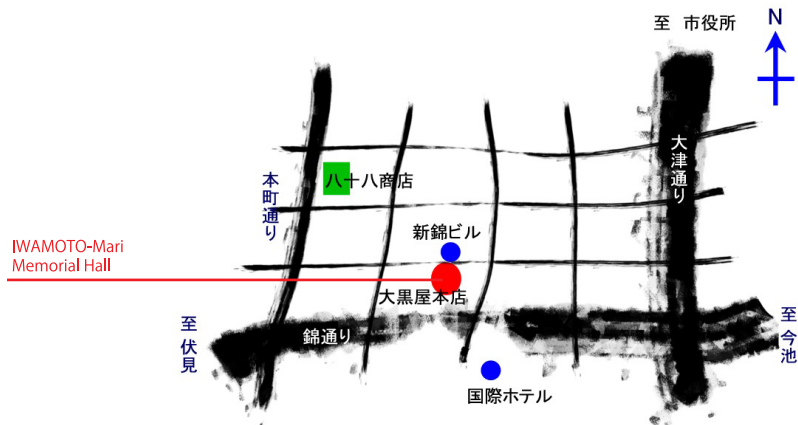 至 市役所
N
大津通り
八十八商店
本町通り
新錦ビル
IWAMOTO-Mari
Memorial Hall
大黒屋本店
至 伏見
錦通り
至 今池
国際ホテル